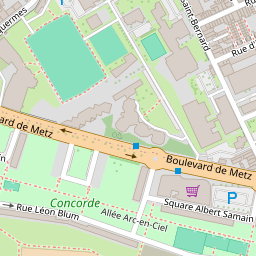 uermes
Saint-Bernard
Rue d'
ard de Metz
Boulevard de Metz
Concorde
Rue Léon Blum
Allée Arc-en-Ciel
Square Albert Samain
P
P